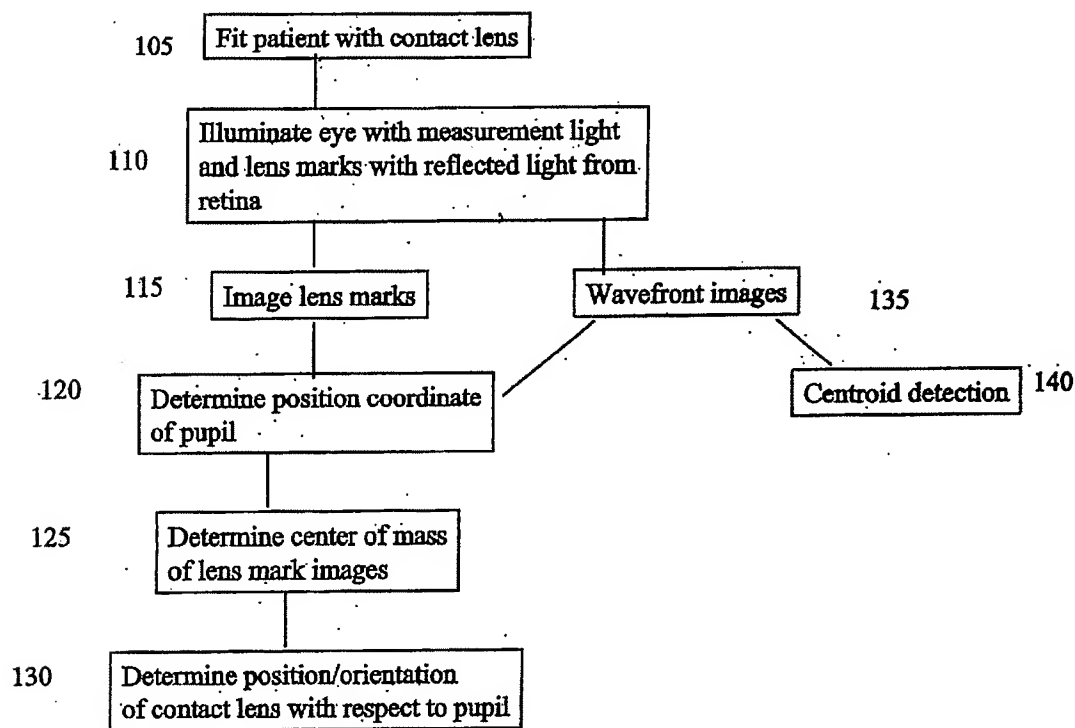 105
Fit patient with contact lens
110
Illuminate eye with measurement light
and lens marks with reflected light from
retina
115
Image lens marks
Wavefront images
135
120
Determine position coordinate
of pupil
Centroid detection
140
125
Determine center of mass
of lens mark images
130
Determine position/orientation
of contact lens with respect to pupil